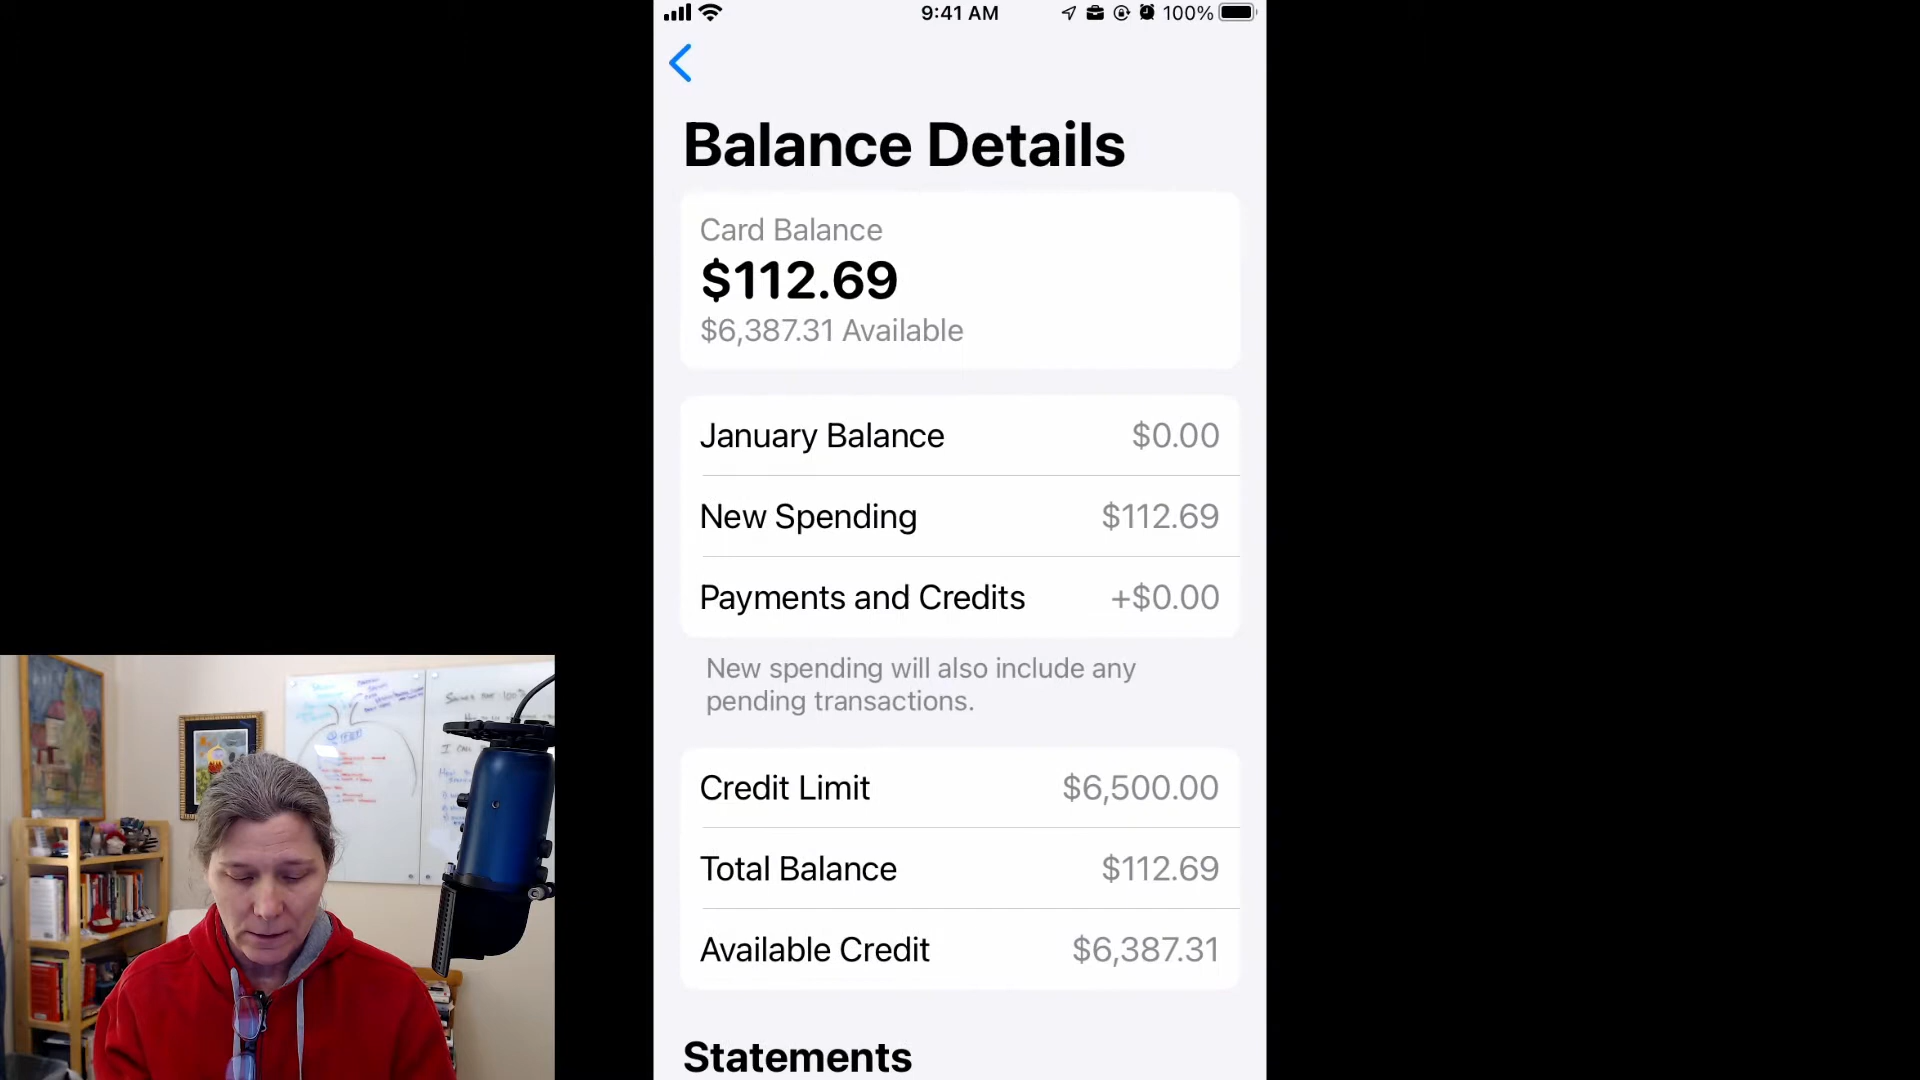 9:41 AM 100%
Balance Details
Card Balance
$112.69
$6,387.31 Available
January Balance $0.00
New Spending $112.69
Payments and Credits +$0.00
New spending will also include any
pending transactions.
Credit Limit $6,500.00
Total Balance $112.69
Available Credit $6,387.31
Statements